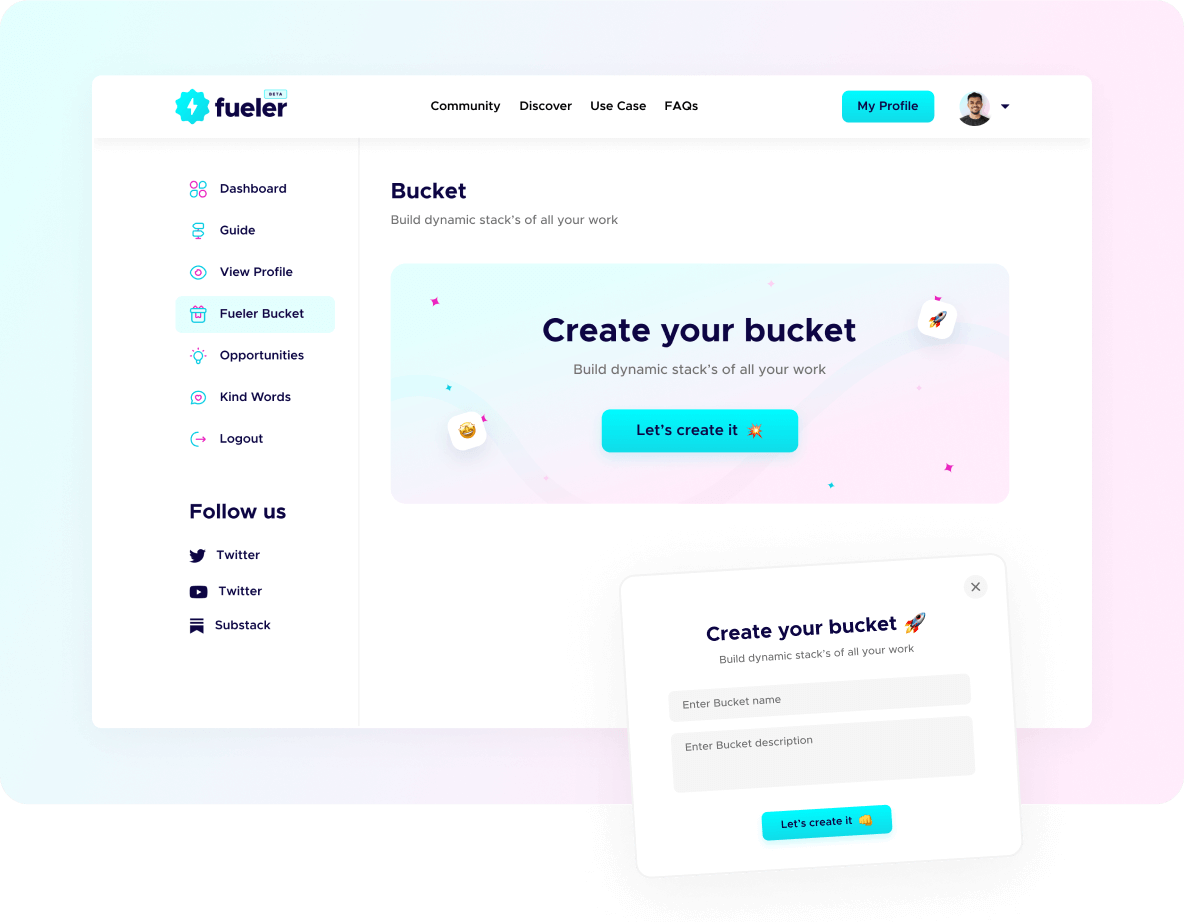 fueler
BETA
Community Discover Use Case FAQs
My Profile
Dashboard
Guide
View Profile
Fueler Bucket
Opportunities
Kind Words
Logout
Follow us
Twitter
Twitter
Substack
Bucket
Build dynamic stack's of all your work
Create your bucket
Build dynamic stack's of all your work
Let's create it 💥
Create your bucket 🚀
Build dynamic stack's of all your work
Enter Bucket name
Enter Bucket description
Let's create it 👊